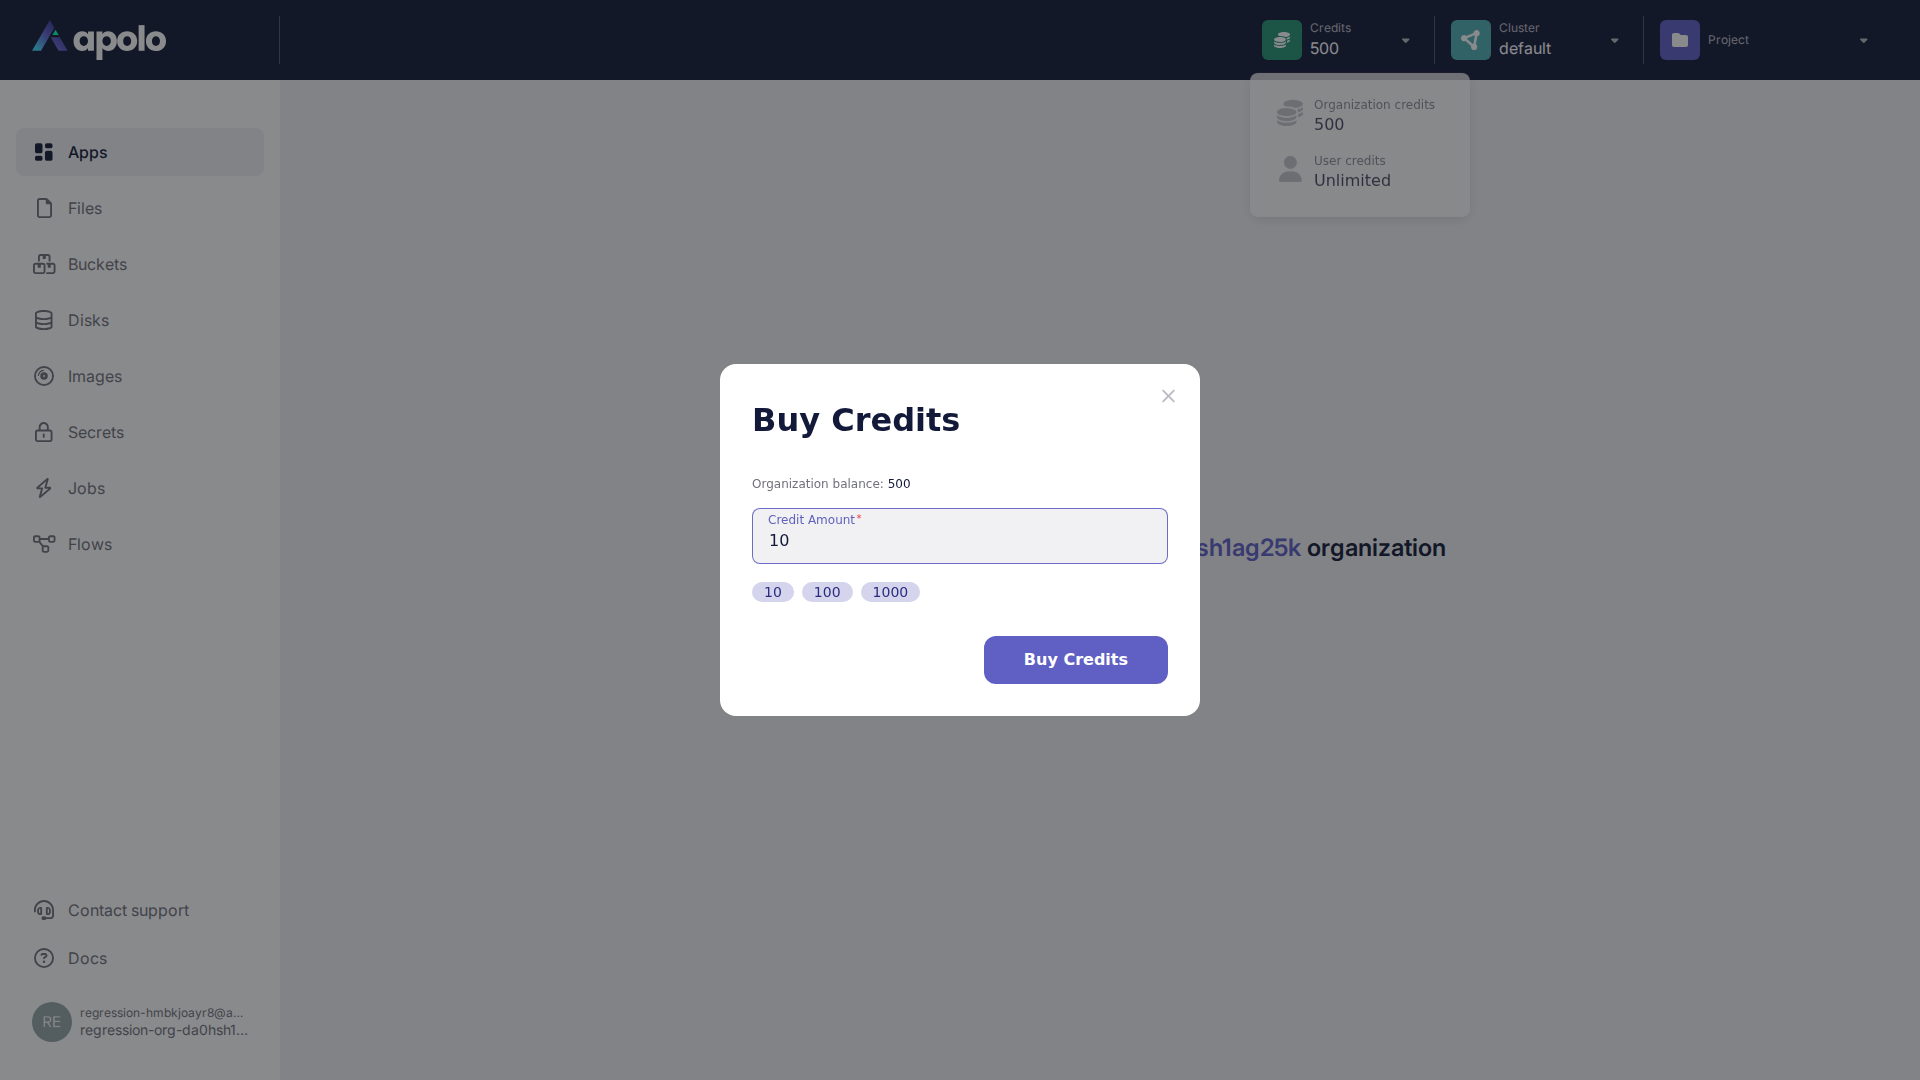 apolo
Credits
500
Cluster
default
Project
Organization credits
500
User credits
Unlimited
Apps
Files
Buckets
Disks
Images
Secrets
Jobs
Flows
Buy Credits
Organization balance: 500
Credit Amount*
10
10 100 1000
Buy Credits
sh1ag25k organization
Contact support
Docs
RE
regression-hmbkjoayr8@a...
regression-org-da0hsh1...